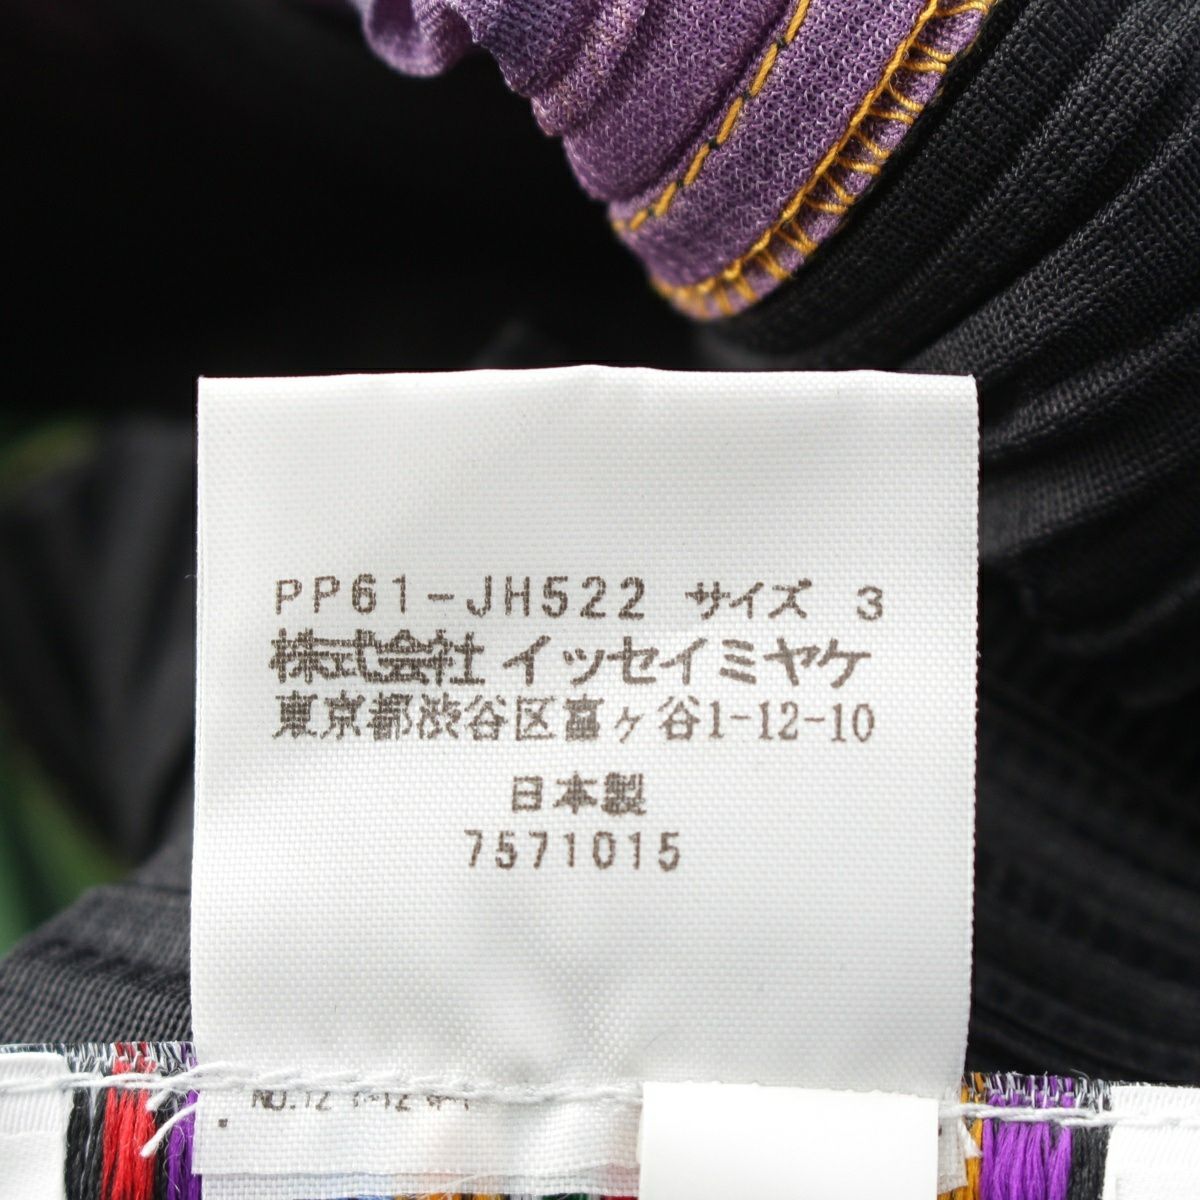 PP61-JH522 サイズ 3
株式会社イッセイミヤケ
東京都渋谷区富ヶ谷1-12-10
日本製
7571015